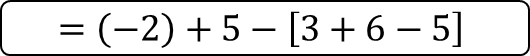 = (−2) + 5 − [3 + 6 − 5]